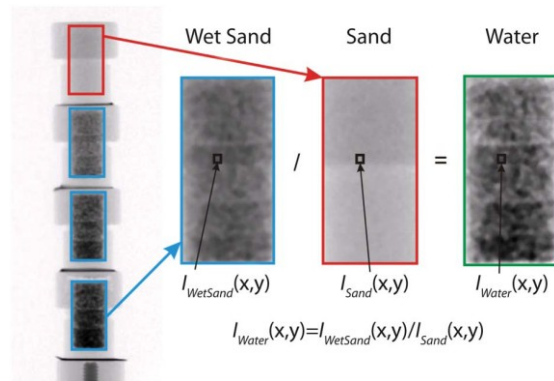 Wet Sand Sand Water
/ =
I_WetSand(x,y) I_Sand(x,y) I_Water(x,y)
I_Water(x,y)=I_WetSand(x,y)/I_Sand(x,y)